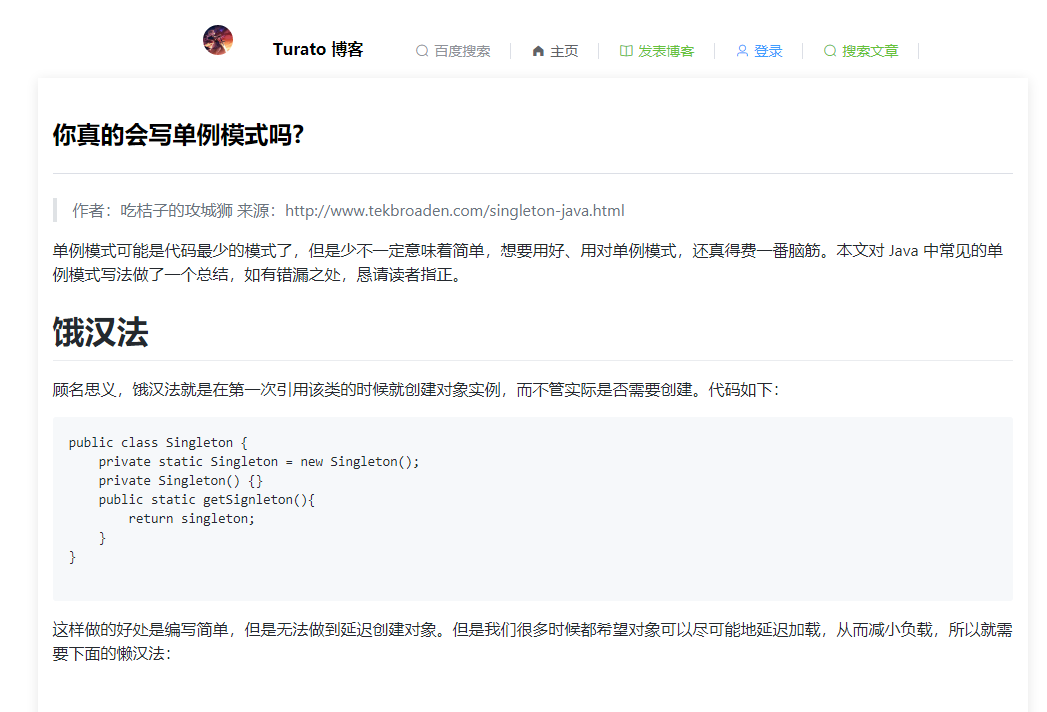 Turato 博客
百度搜索
主页
发表博客
登录
搜索文章
你真的会写单例模式吗?
作者：吃桔子的攻城狮 来源：http://www.tekbroaden.com/singleton-java.html
单例模式可能是代码最少的模式了，但是少不一定意味着简单，想要用好、用对单例模式，还真得费一番脑筋。本文对 Java 中常见的单
例模式写法做了一个总结，如有错漏之处，恳请读者指正。
饿汉法
顾名思义，饿汉法就是在第一次引用该类的时候就创建对象实例，而不管实际是否需要创建。代码如下：
public class Singleton {
    private static Singleton = new Singleton();
    private Singleton() {}
    public static getSignleton(){
        return singleton;
    }
}
这样做的好处是编写简单，但是无法做到延迟创建对象。但是我们很多时候都希望对象可以尽可能地延迟加载，从而减小负载，所以就需
要下面的懒汉法：